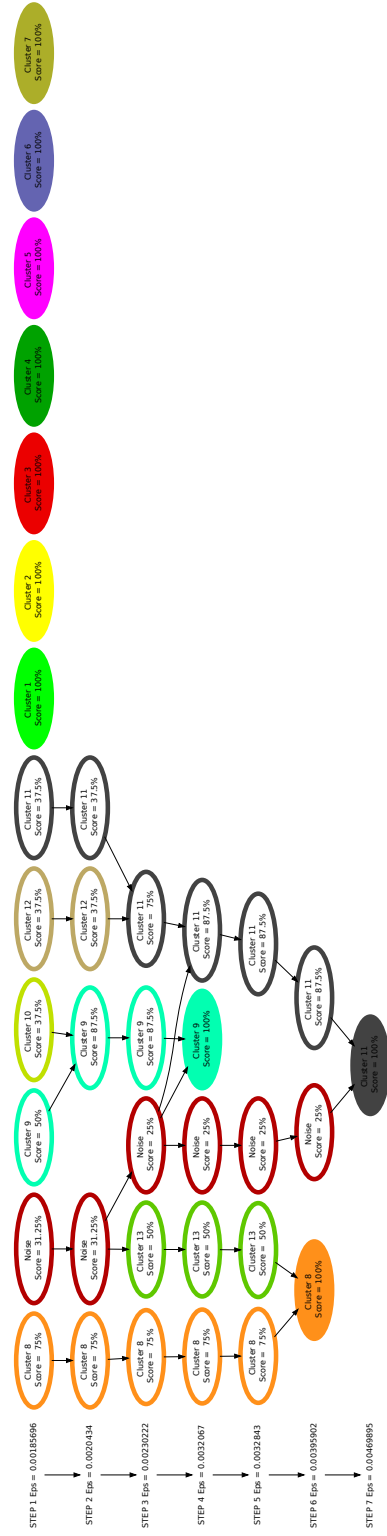 STEP 1 Eps = 0.00185696
Cluster 8
Score = 75%
Noise
Score = 31.25%
Cluster 9
Score = 50%
Cluster 10
Score = 37.5%
Cluster 12
Score = 37.5%
Cluster 11
Score = 37.5%
Cluster 1
Score = 100%
Cluster 2
Score = 100%
Cluster 3
Score = 100%
Cluster 4
Score = 100%
Cluster 5
Score = 100%
Cluster 6
Score = 100%
Cluster 7
Score = 100%
STEP 2 Eps = 0.0020434
Cluster 8
Score = 75%
Noise
Score = 31.25%
Cluster 9
Score = 87.5%
Cluster 12
Score = 37.5%
Cluster 11
Score = 37.5%
STEP 3 Eps = 0.00230222
Cluster 8
Score = 75%
Cluster 13
Score = 50%
Noise
Score = 25%
Cluster 9
Score = 87.5%
Cluster 11
Score = 75%
STEP 4 Eps = 0.0032067
Cluster 8
Score = 75%
Cluster 13
Score = 50%
Noise
Score = 25%
Cluster 9
Score = 100%
Cluster 11
Score = 87.5%
STEP 5 Eps = 0.0032843
Cluster 8
Score = 75%
Cluster 13
Score = 50%
Noise
Score = 25%
Cluster 11
Score = 87.5%
STEP 6 Eps = 0.00395902
Cluster 8
Score = 100%
Noise
Score = 25%
Cluster 11
Score = 87.5%
STEP 7 Eps = 0.00469895
Cluster 11
Score = 100%